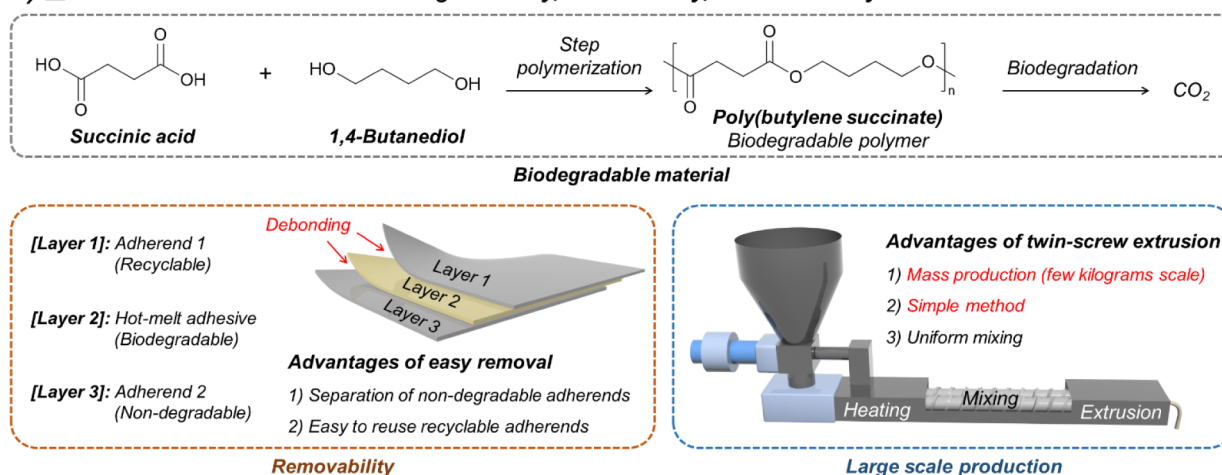 HO
O
OH
O
+
HO
OH
Step
polymerization
O
O
O
O
n
Biodegradation
CO2
Succinic acid
1,4-Butanediol
Poly(butylene succinate)
Biodegradable polymer
Biodegradable material
[Layer 1]: Adherend 1
(Recyclable)
[Layer 2]: Hot-melt adhesive
(Biodegradable)
[Layer 3]: Adherend 2
(Non-degradable)
Debonding
Layer 1
Layer 2
Layer 3
Advantages of easy removal
1) Separation of non-degradable adherends
2) Easy to reuse recyclable adherends
Removability
Advantages of twin-screw extrusion
1) Mass production (few kilograms scale)
2) Simple method
3) Uniform mixing
Heating
Mixing
Extrusion
Large scale production